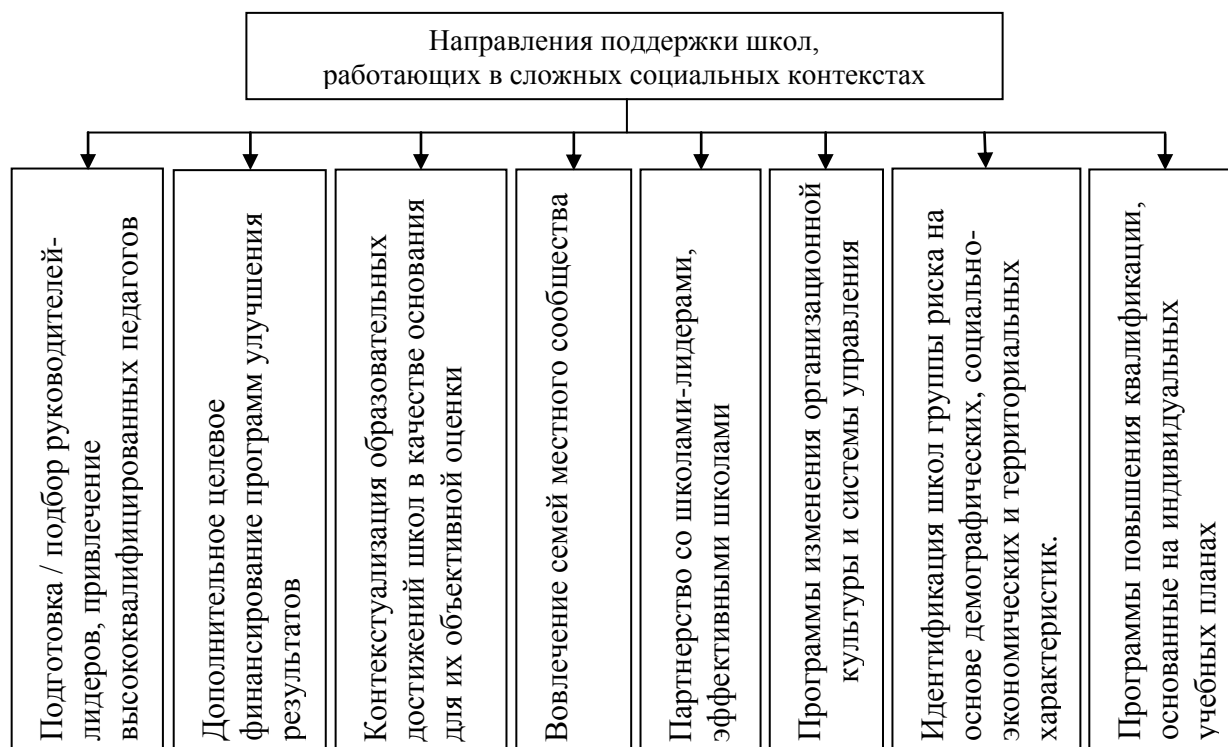 Направления поддержки школ,
работающих в сложных социальных контекстах
Подготовка / подбор руководителей-
лидеров, привлечение
высококвалифицированных педагогов
Дополнительное целевое
финансирование программ улучшения
результатов
Контекстуализация образовательных
достижений школ в качестве основания
для их объективной оценки
Вовлечение семей местного сообщества
Партнерство со школами-лидерами,
эффективными школами
Программы изменения организационной
культуры и системы управления
Идентификация школ группы риска на
основе демографических, социально-
экономических и территориальных
характеристик.
Программы повышения квалификации,
основанные на индивидуальных
учебных планах